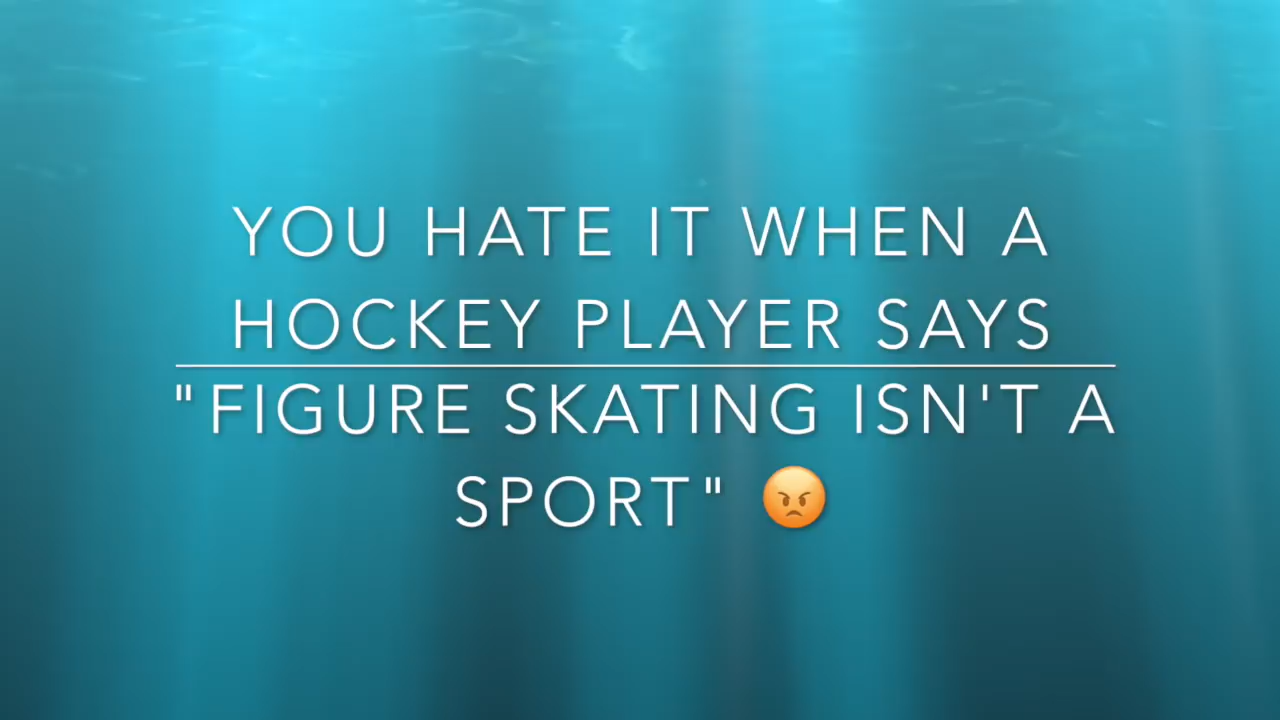 YOU HATE IT WHEN A
HOCKEY PLAYER SAYS
"FIGURE SKATING ISN'T A
SPORT" 😡